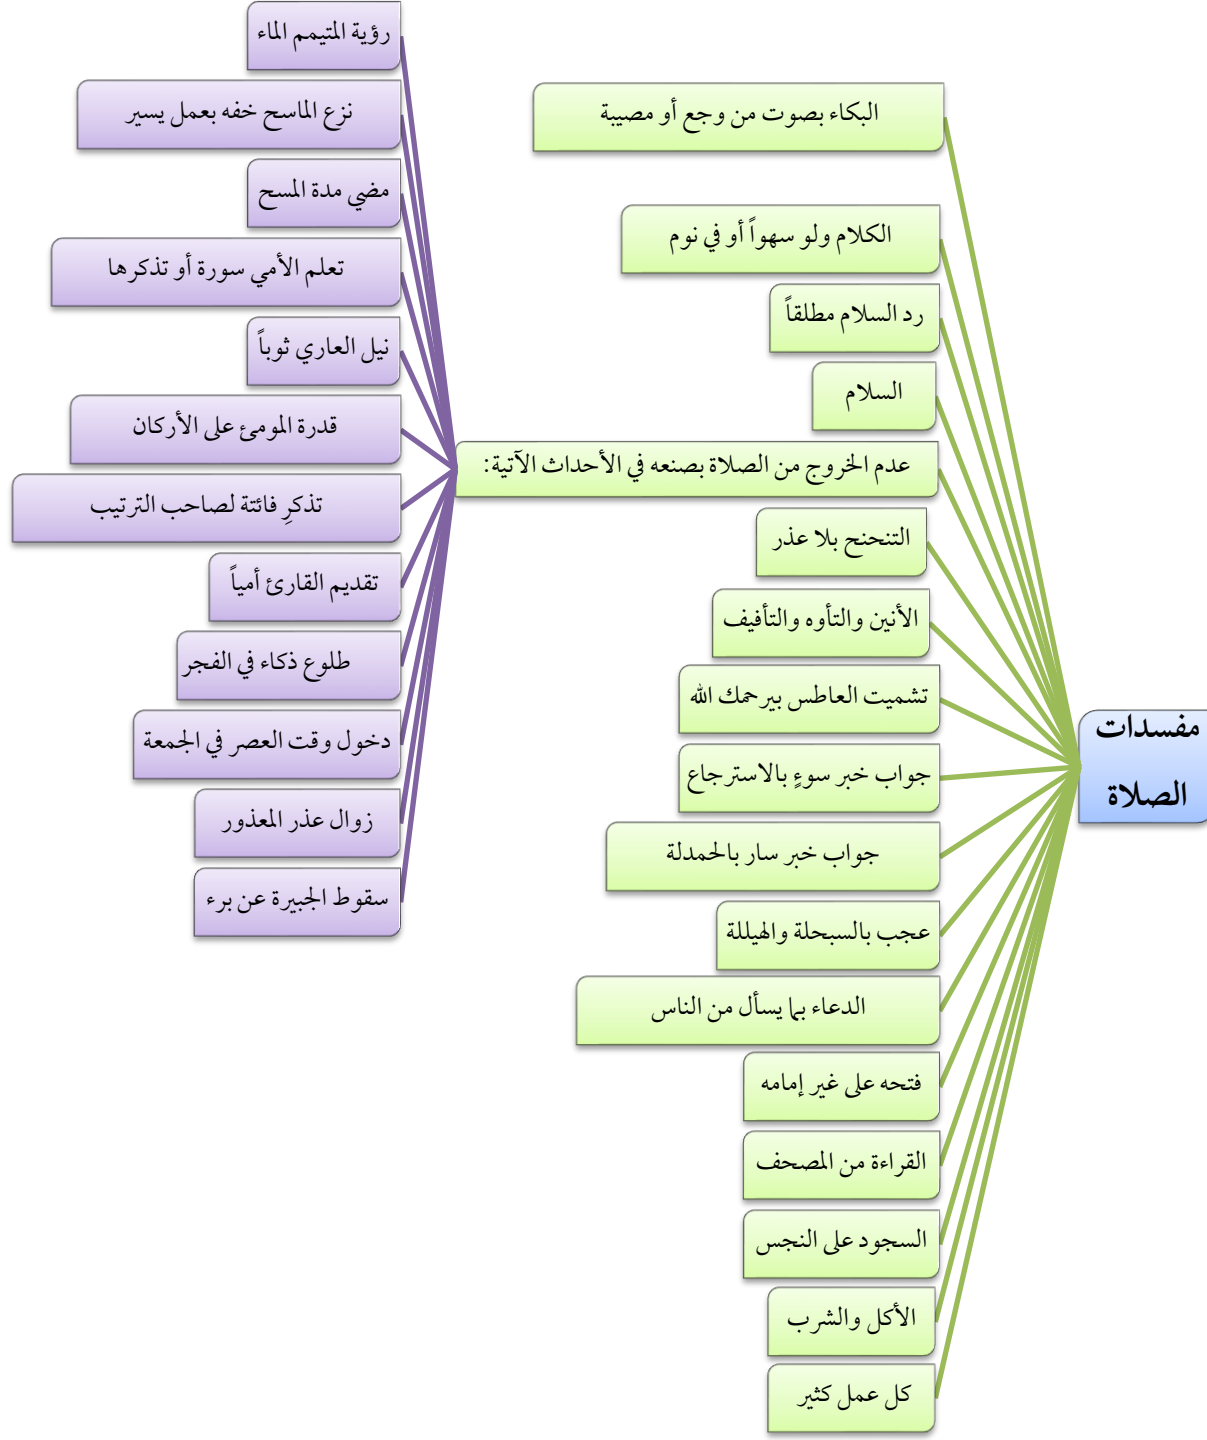 مفسدات
الصلاة
البكاء بصوت من وجع أو مصيبة
الكلام ولو سهواً أو في نوم
رد السلام مطلقاً
السلام
عدم الخروج من الصلاة بصنعه في الأحداث الآتية:
رؤية المتيمم الماء
نزع الماسح خفه بعمل يسير
مضي مدة المسح
تعلم الأمي سورة أو تذكرها
نيل العاري ثوباً
قدرة المومئ على الأركان
تذكرِ فائتة لصاحب الترتيب
تقديم القارئ أمياً
طلوع ذكاء في الفجر
دخول وقت العصر في الجمعة
زوال عذر المعذور
سقوط الجبيرة عن برء
التنحنح بلا عذر
الأنين والتأوه والتأفيف
تشميت العاطس بيرحمك الله
جواب خبر سوءٍ بالاسترجاع
جواب خبر سار بالحمدلة
عجب بالسبحلة والهيللة
الدعاء بما يسأل من الناس
فتحه على غير إمامه
القراءة من المصحف
السجود على النجس
الأكل والشرب
كل عمل كثير